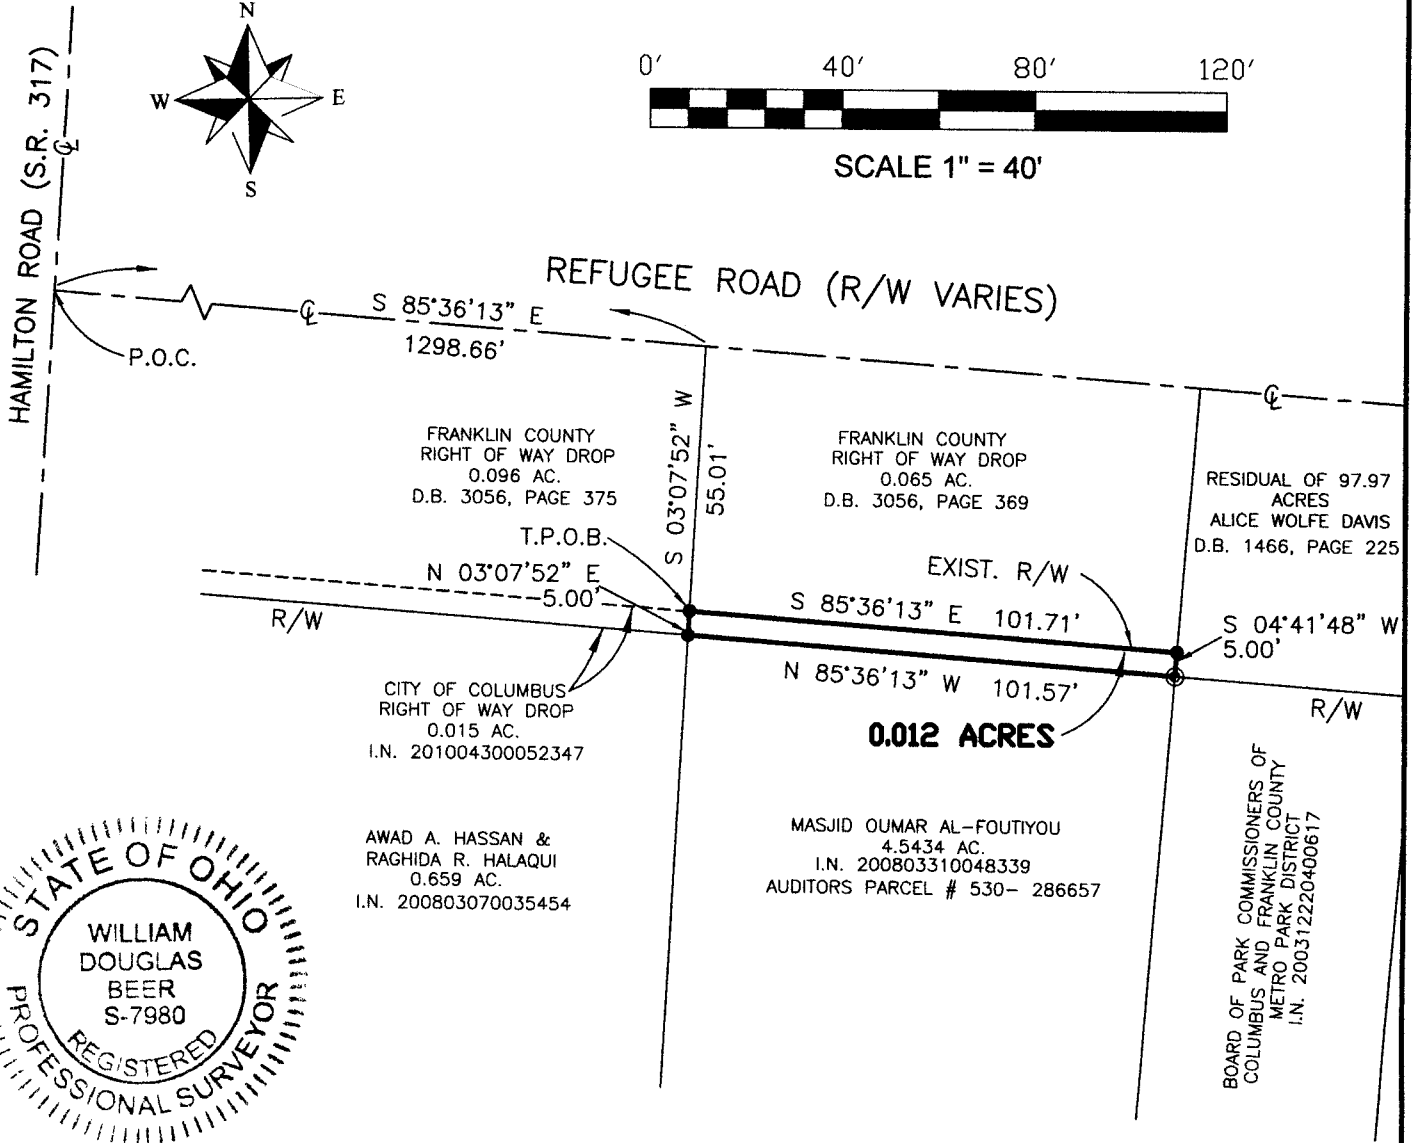 N
W
E
S
0'
40'
80'
120'
SCALE 1" = 40'
HAMILTON ROAD (S.R. 317)
℄
REFUGEE ROAD (R/W VARIES)
℄
S 85°36'13" E
1298.66'
P.O.C.
℄
FRANKLIN COUNTY
RIGHT OF WAY DROP
0.096 AC.
D.B. 3056, PAGE 375
S 03°07'52" W
55.01'
FRANKLIN COUNTY
RIGHT OF WAY DROP
0.065 AC.
D.B. 3056, PAGE 369
RESIDUAL OF 97.97
ACRES
ALICE WOLFE DAVIS
D.B. 1466, PAGE 225
T.P.O.B.
N 03°07'52" E
5.00'
EXIST. R/W
S 85°36'13" E 101.71'
S 04°41'48" W
5.00'
R/W
N 85°36'13" W 101.57'
R/W
CITY OF COLUMBUS
RIGHT OF WAY DROP
0.015 AC.
I.N. 201004300052347
0.012 ACRES
AWAD A. HASSAN &
RAGHIDA R. HALAQUI
0.659 AC.
I.N. 200803070035454
MASJID OUMAR AL-FOUTIYOU
4.5434 AC.
I.N. 200803310048339
AUDITORS PARCEL # 530- 286657
BOARD OF PARK COMMISSIONERS OF
COLUMBUS AND FRANKLIN COUNTY
METRO PARK DISTRICT
I.N. 200312220400617
STATE OF OHIO
WILLIAM
DOUGLAS
BEER
S-7980
REGISTERED
PROFESSIONAL SURVEYOR